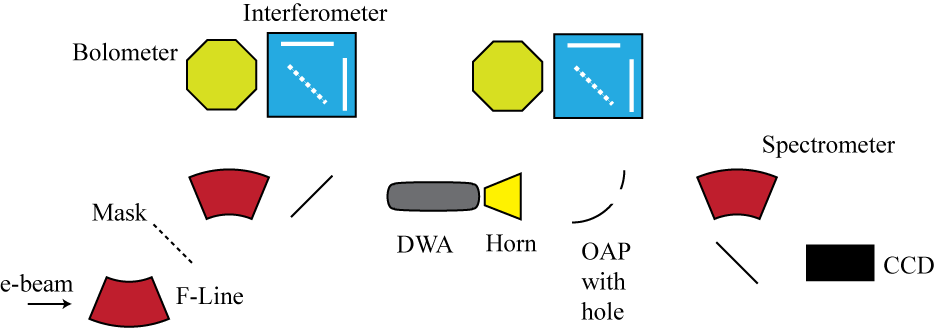 Interferometer
Bolometer
Spectrometer
Mask
DWA
Horn
OAP
with
hole
CCD
e-beam
F-Line